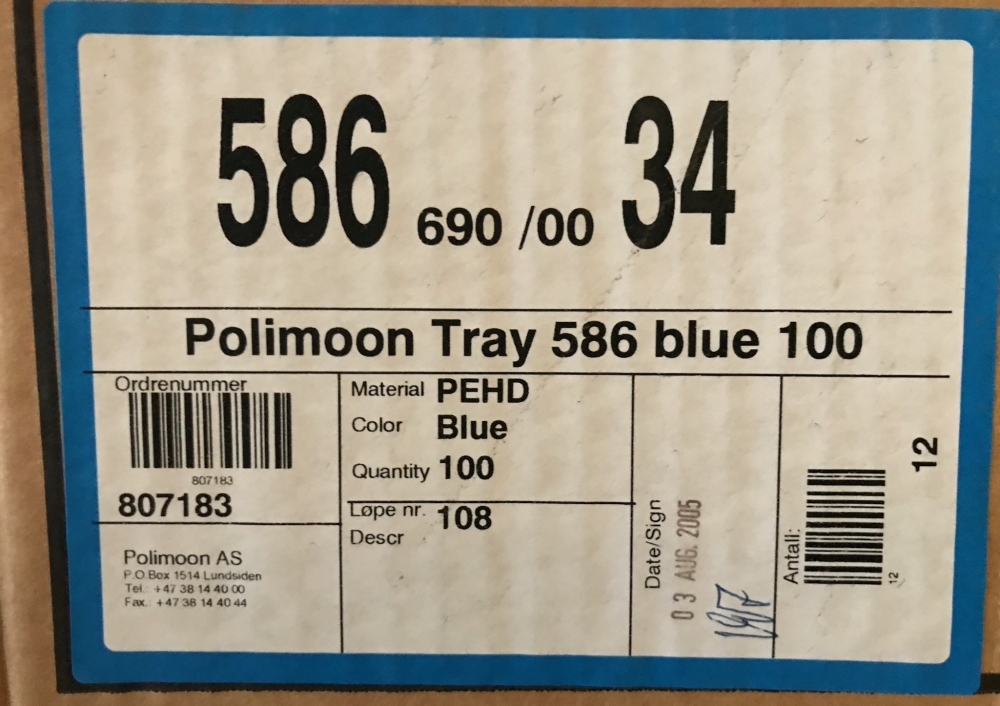 586 690 /00 34
Polimoon Tray 586 blue 100
Ordrenummer
807183
807183
Polimoon AS
P.O.Box 1514 Lundsiden
Tel.: +47 38 14 40 00
Fax.: +47 38 14 40 44
Material PEHD
Color Blue
Quantity 100
Løpe nr. 108
Descr
Date/Sign
03 AUG. 2005
Antall:
12
12